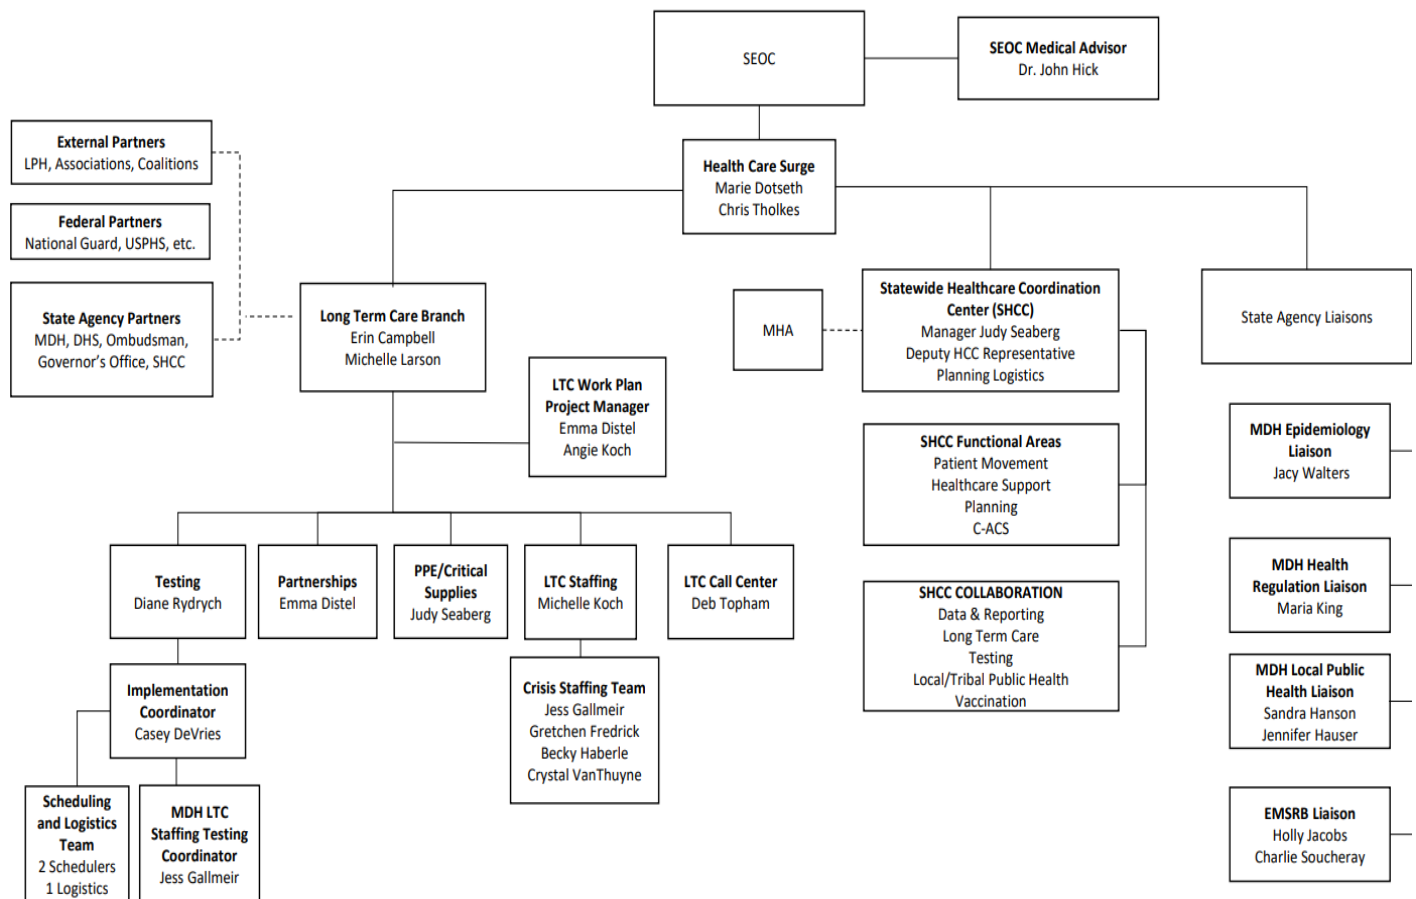 SEOC
SEOC Medical Advisor
Dr. John Hick
External Partners
LPH, Associations, Coalitions
Federal Partners
National Guard, USPHS, etc.
State Agency Partners
MDH, DHS, Ombudsman,
Governor's Office, SHCC
Health Care Surge
Marie Dotseth
Chris Tholkes
Long Term Care Branch
Erin Campbell
Michelle Larson
MHA
Statewide Healthcare Coordination
Center (SHCC)
Manager Judy Seaberg
Deputy HCC Representative
Planning Logistics
State Agency Liaisons
LTC Work Plan
Project Manager
Emma Distel
Angie Koch
SHCC Functional Areas
Patient Movement
Healthcare Support
Planning
C-ACS
MDH Epidemiology
Liaison
Jacy Walters
Testing
Diane Rydrych
Partnerships
Emma Distel
PPE/Critical
Supplies
Judy Seaberg
LTC Staffing
Michelle Koch
LTC Call Center
Deb Topham
SHCC COLLABORATION
Data & Reporting
Long Term Care
Testing
Local/Tribal Public Health
Vaccination
MDH Health
Regulation Liaison
Maria King
Implementation
Coordinator
Casey DeVries
Crisis Staffing Team
Jess Gallmeir
Gretchen Fredrick
Becky Haberle
Crystal VanThuyne
MDH Local Public
Health Liaison
Sandra Hanson
Jennifer Hauser
Scheduling
and Logistics
Team
2 Schedulers
1 Logistics
MDH LTC
Staffing Testing
Coordinator
Jess Gallmeir
EMSRB Liaison
Holly Jacobs
Charlie Soucheray